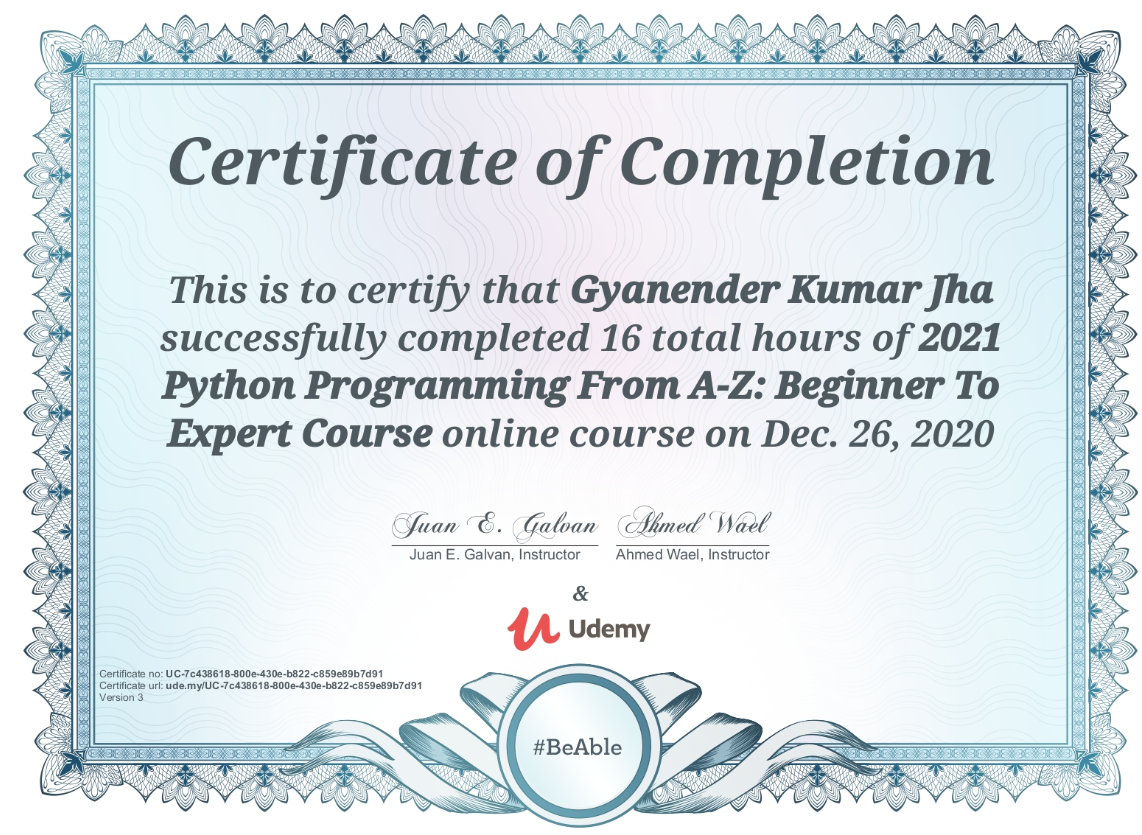 Certificate of Completion
This is to certify that Gyanender Kumar Jha
successfully completed 16 total hours of 2021
Python Programming From A-Z: Beginner To
Expert Course online course on Dec. 26, 2020
Juan E. Galvan Ahmed Wael
Juan E. Galvan, Instructor Ahmed Wael, Instructor
&
Udemy
Certificate no: UC-7c438618-800e-430e-b822-c859e89b7d91
Certificate url: ude.my/UC-7c438618-800e-430e-b822-c859e89b7d91
Version 3
#BeAble